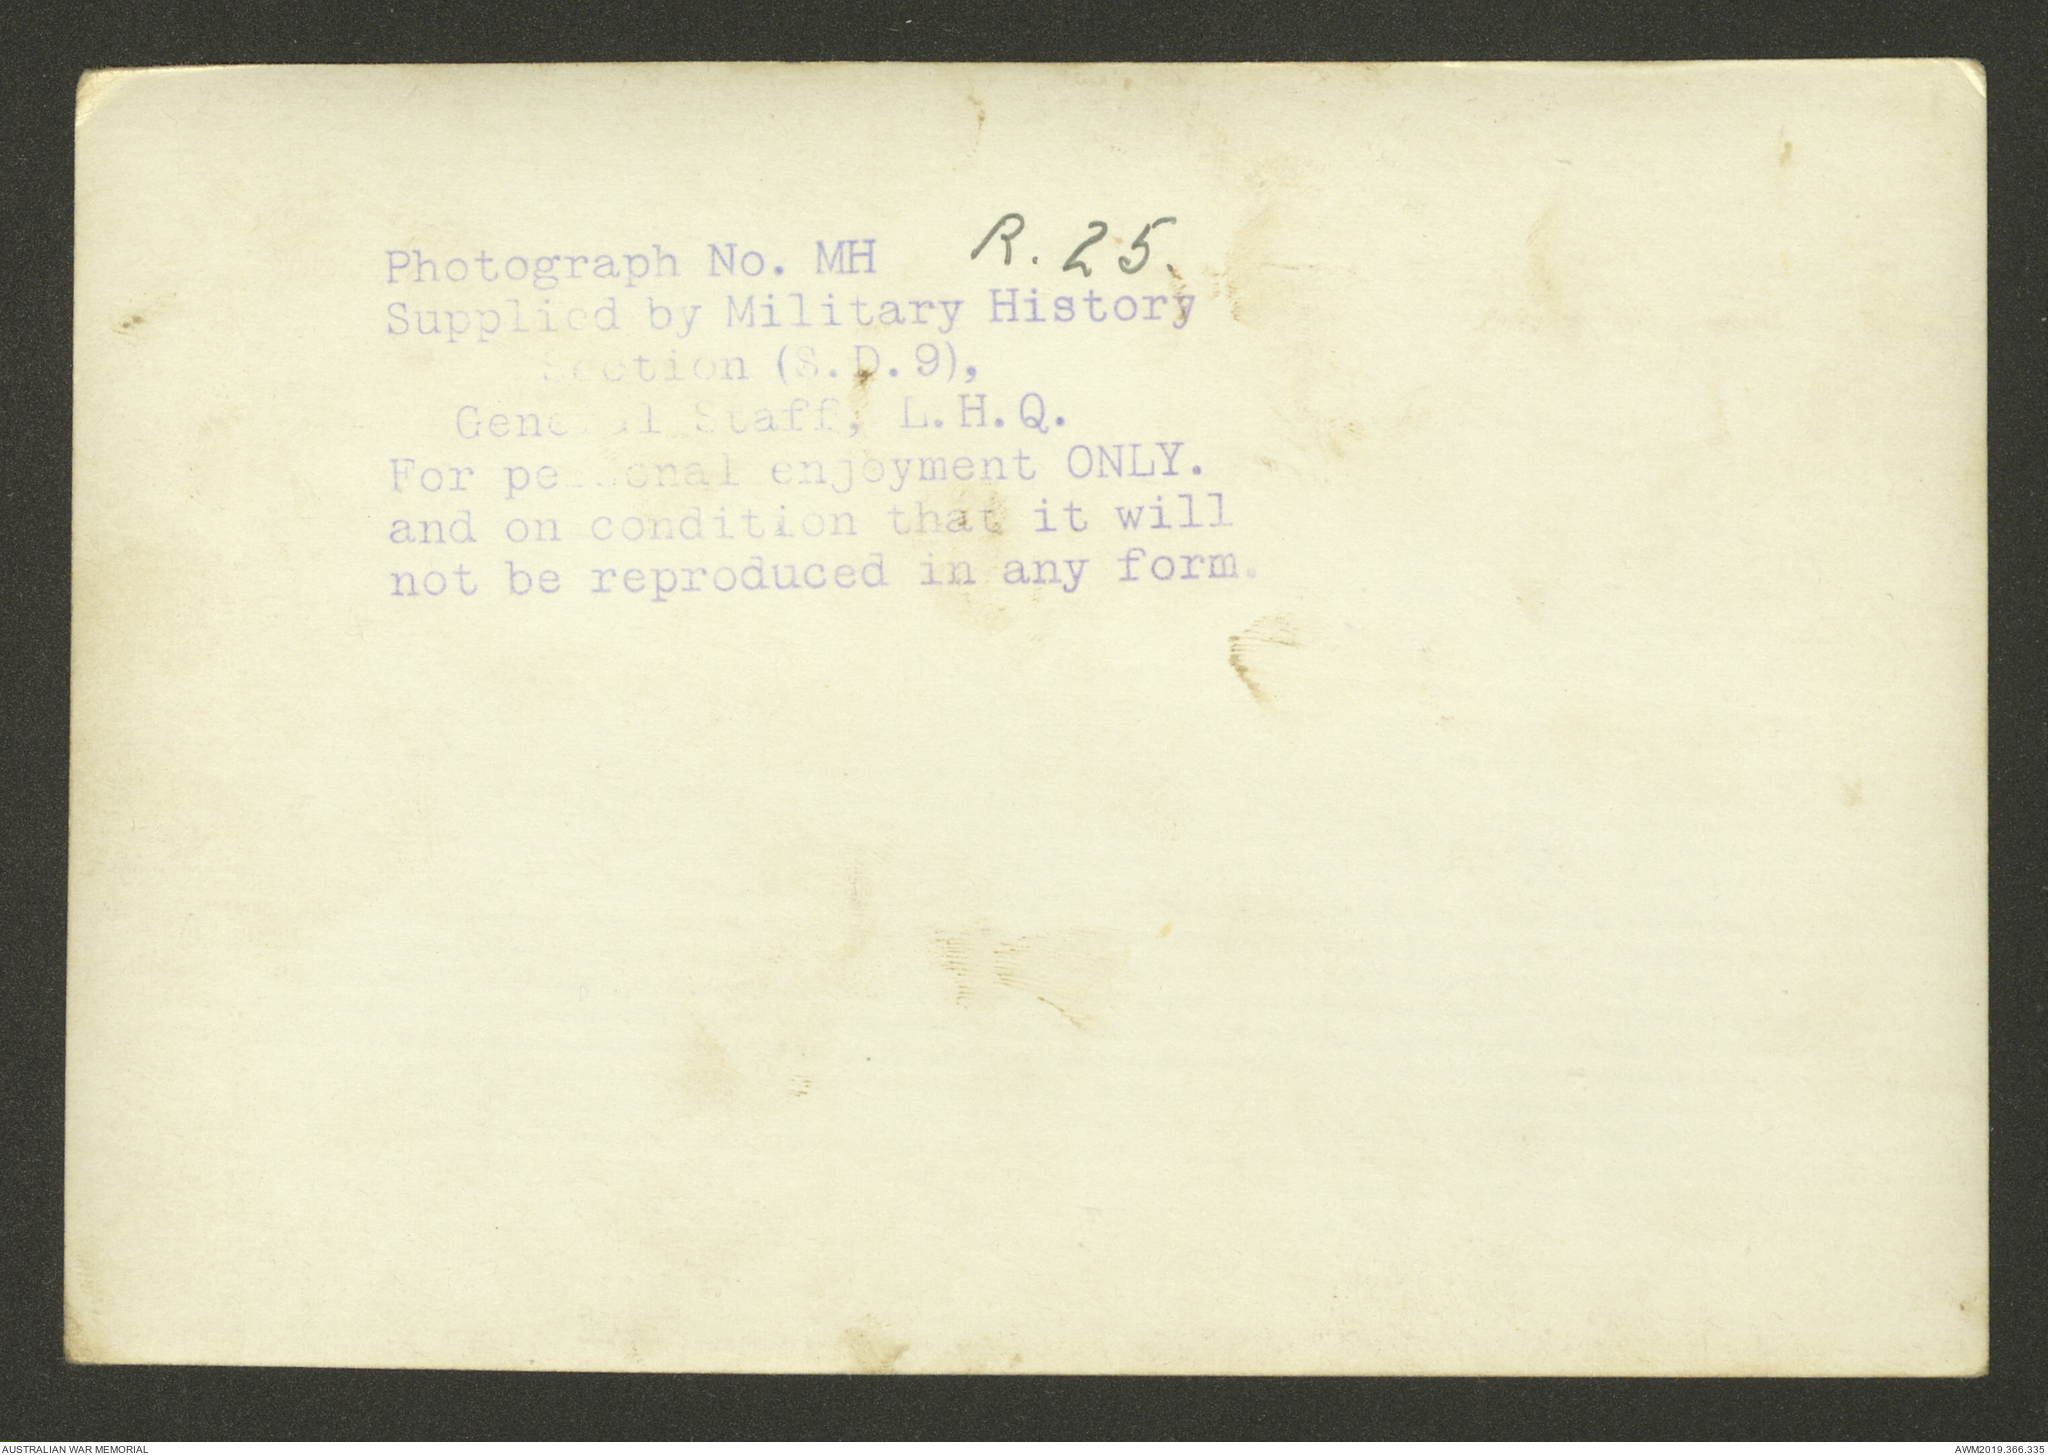 Photograph No. MH R. 25.
Supplied by Military History
Section (S.D.9),
General Staff, L.H.Q.
For personal enjoyment ONLY.
and on condition that it will
not be reproduced in any form.
AUSTRALIAN WAR MEMORIAL
AWM2019.366.335